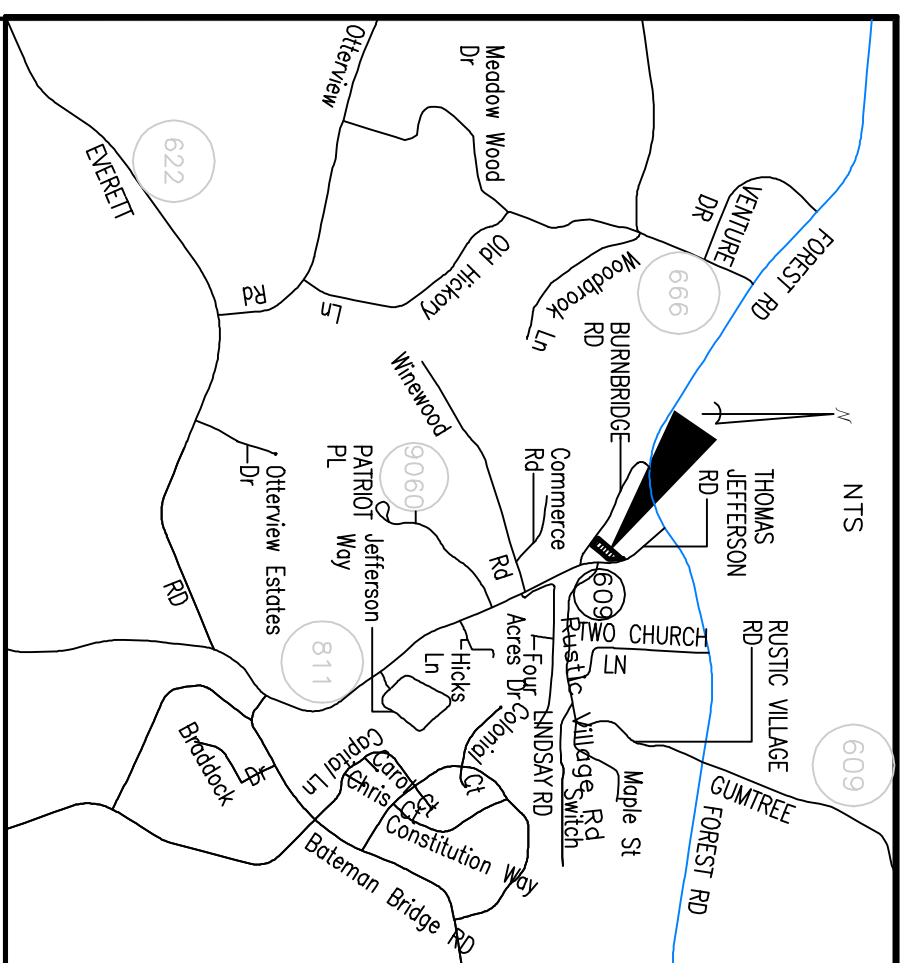 Otterview
Meadow Wood
Dr
EVERETT
622
VENTURE
DR
FOREST RD
Old Hickory
Ln
Rd
Woodbrook
Ln
666
BURNBRIDGE
RD
N
NTS
Winewood
Rd
Commerce
Rd
THOMAS
JEFFERSON
RD
9060
PATRIOT
PL
Jefferson
Way
Otterview Estates
Dr
RD
609
TWO CHURCH
LN
RUSTIC VILLAGE
RD
Rustic Village Rd
Four
Acres Dr
Hicks
Ln
811
LINDSAY RD
Switch
Maple St
609
GUMTREE
FOREST RD
Colonial
Ct
Carol Ct
Capital
Ln
Chris Ct
Constitution Way
Braddock
Bateman Bridge RD